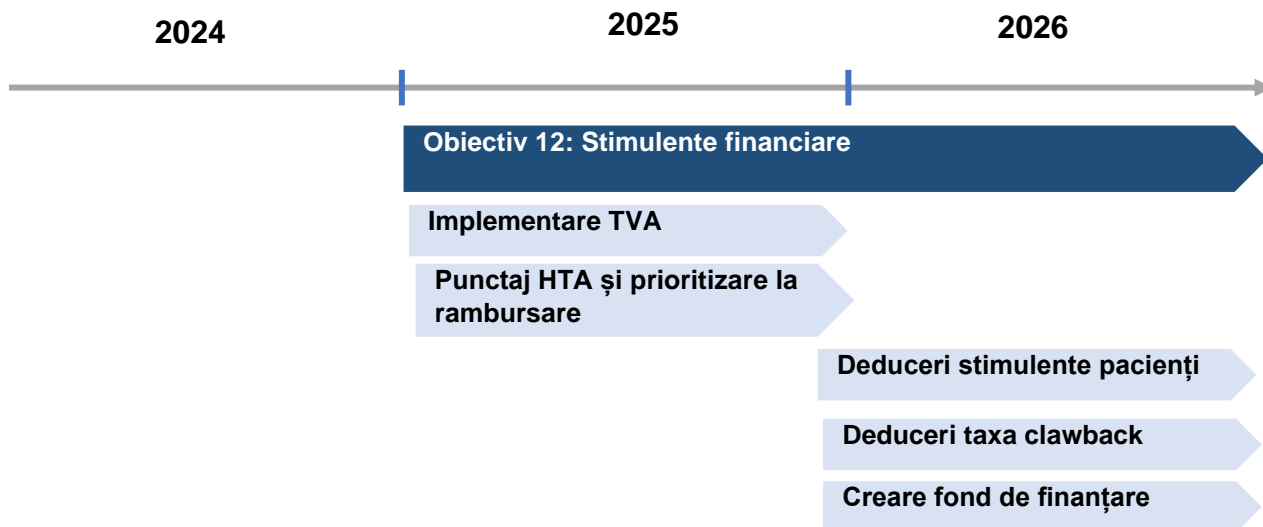 2024 2025 2026
Obiectiv 12: Stimulente financiare
Implementare TVA
Punctaj HTA și prioritizare la
rambursare
Deduceri stimulente pacienți
Deduceri taxa clawback
Creare fond de finanțare